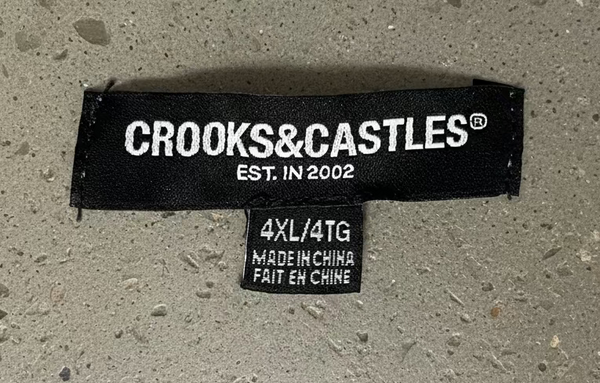 CROOKS&CASTLES®
EST. IN 2002
4XL/4TG
MADE IN CHINA
FAIT EN CHINE